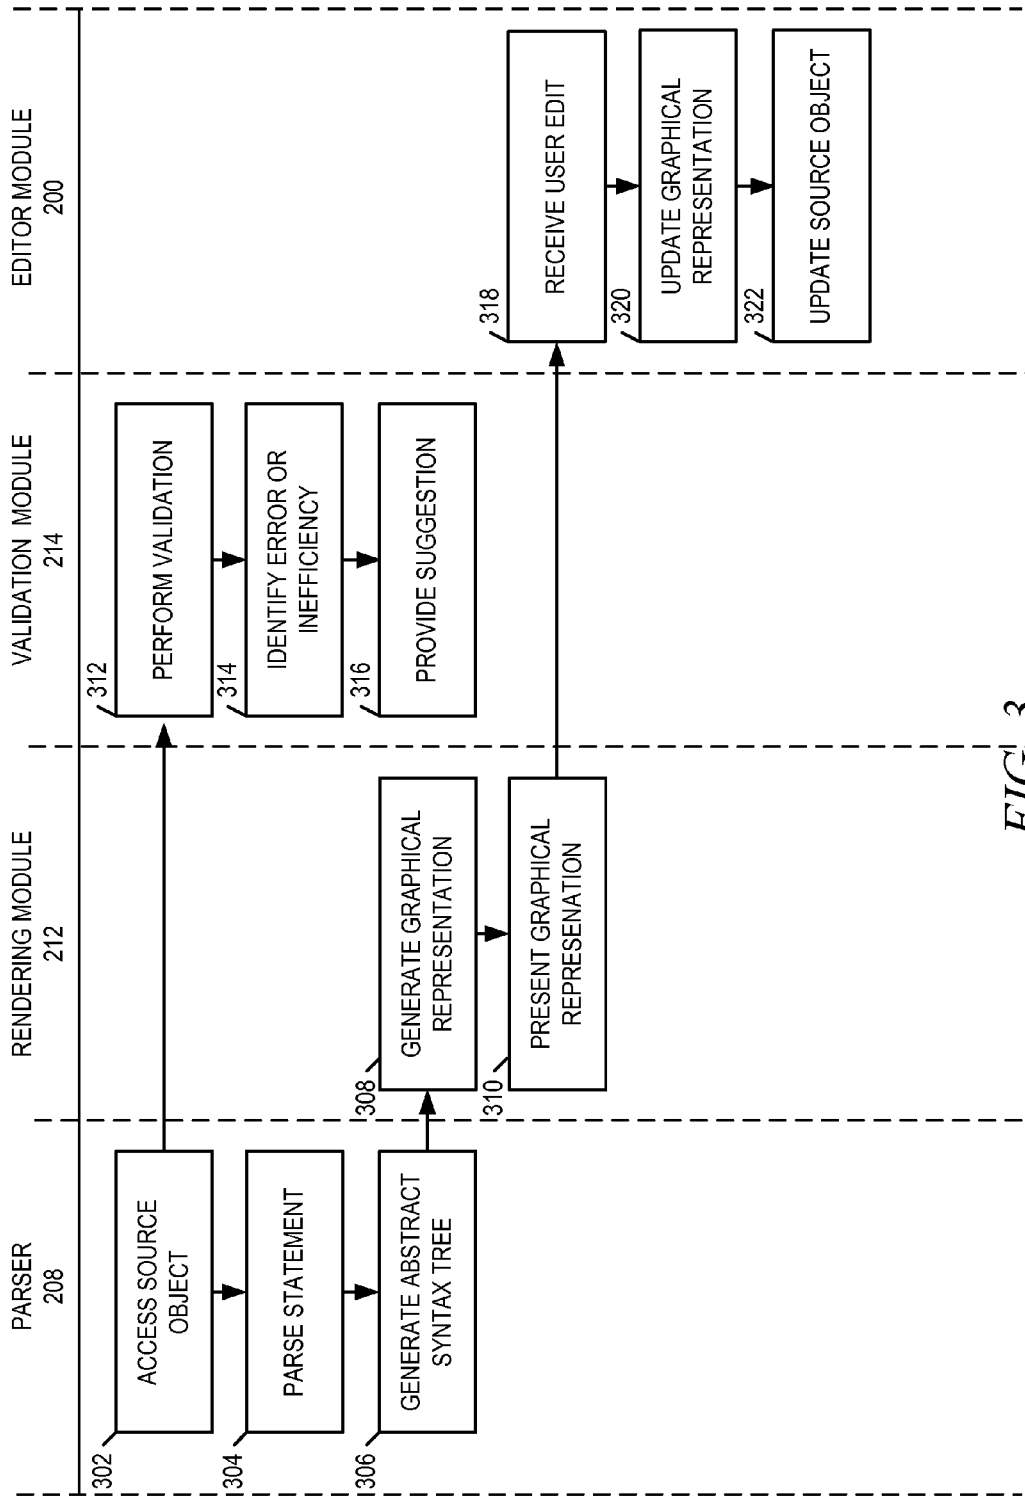 PARSER
208
RENDERING MODULE
212
VALIDATION MODULE
214
EDITOR MODULE
200
302
ACCESS SOURCE
OBJECT
304
PARSE STATEMENT
306
GENERATE ABSTRACT
SYNTAX TREE
308
GENERATE GRAPHICAL
REPRESENTATION
310
PRESENT GRAPHICAL
REPRESENATION
312
PERFORM VALIDATION
314
IDENTIFY ERROR OR
INEFFICIENCY
316
PROVIDE SUGGESTION
318
RECEIVE USER EDIT
320
UPDATE GRAPHICAL
REPRESENTATION
322
UPDATE SOURCE OBJECT
FIG. 3